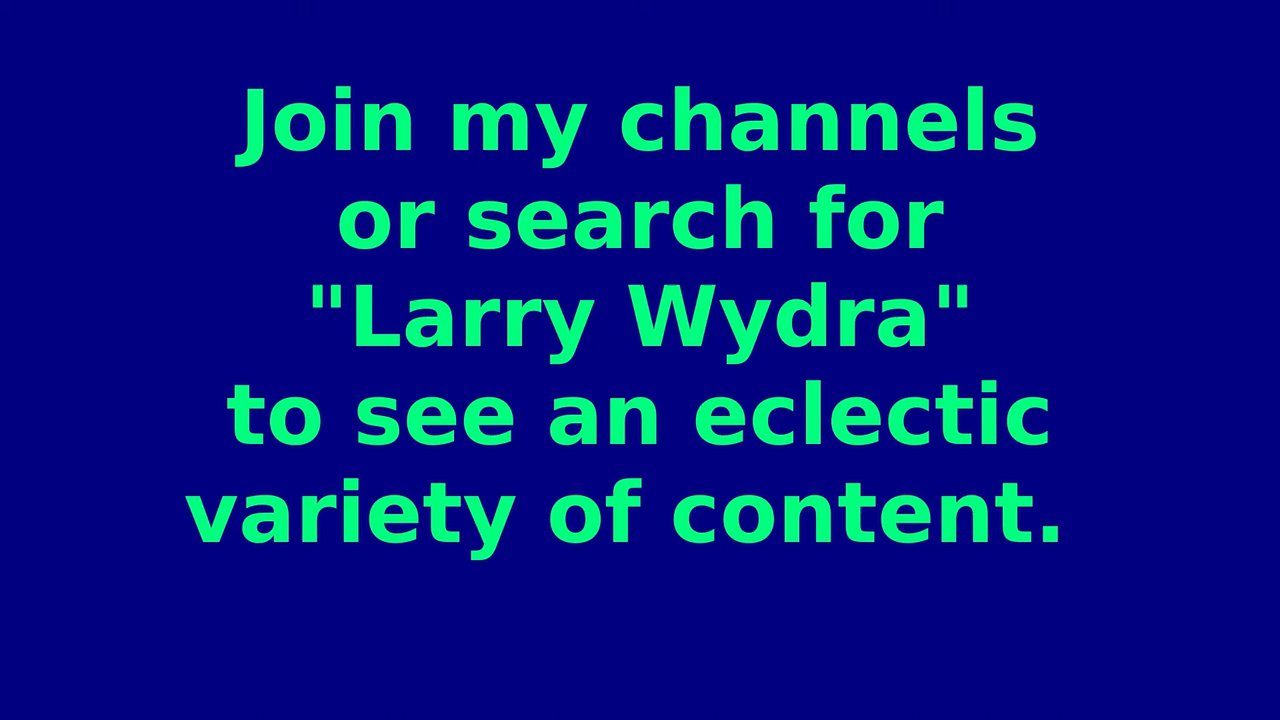 Join my channels
or search for
"Larry Wydra"
to see an eclectic
variety of content.